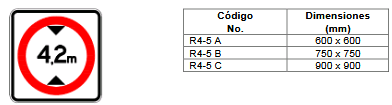 4,2m
Código No. Dimensiones (mm)
R4-5 A 600 x 600
R4-5 B 750 x 750
R4-5 C 900 x 900